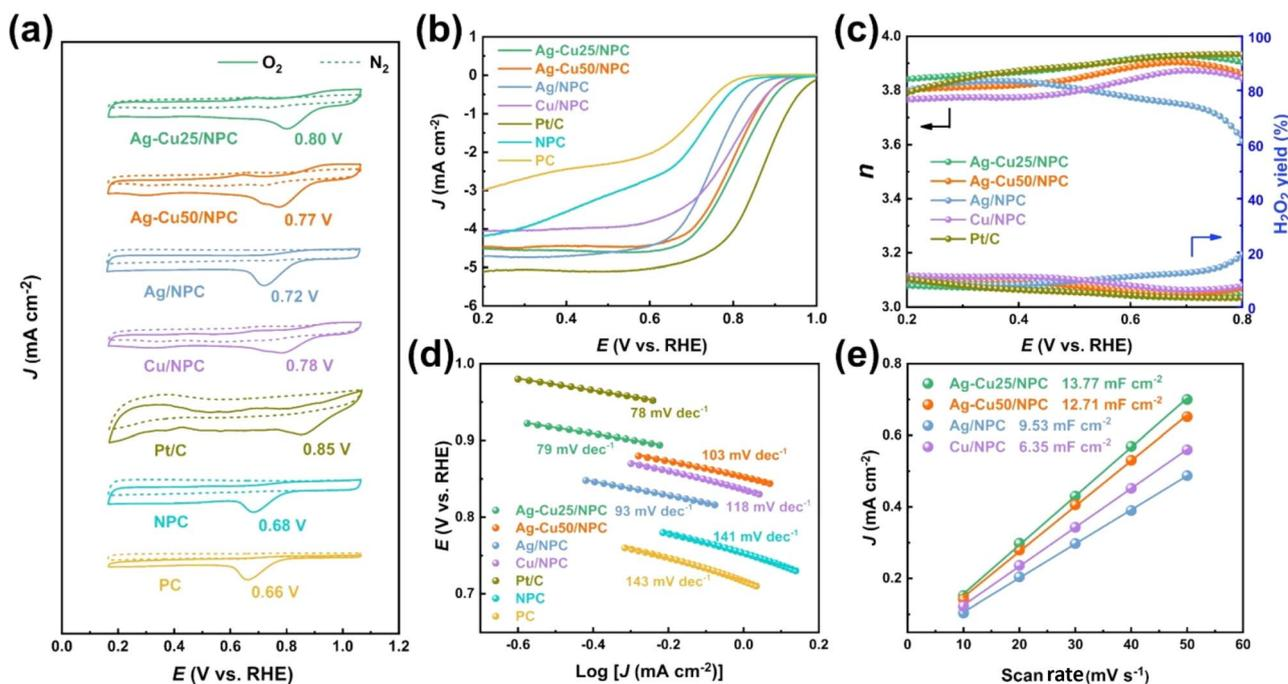 (a)
O₂ N₂
Ag-Cu25/NPC 0.80 V
Ag-Cu50/NPC 0.77 V
Ag/NPC 0.72 V
Cu/NPC 0.78 V
Pt/C 0.85 V
NPC 0.68 V
PC 0.66 V
J (mA cm⁻²)
0.0 0.2 0.4 0.6 0.8 1.0 1.2
E (V vs. RHE)
(b)
1
0
-1
-2
-3
-4
-5
-6
J (mA cm⁻²)
Ag-Cu25/NPC
Ag-Cu50/NPC
Ag/NPC
Cu/NPC
Pt/C
NPC
PC
0.2 0.4 0.6 0.8 1.0
E (V vs. RHE)
(c)
4.0
3.8
3.6
3.4
3.2
3.0
n
Ag-Cu25/NPC
Ag-Cu50/NPC
Ag/NPC
Cu/NPC
Pt/C
100
80
60
40
20
0
H₂O₂ yield (%)
0.2 0.4 0.6 0.8
E (V vs. RHE)
(d)
1.0
0.9
0.8
0.7
E (V vs. RHE)
78 mV dec⁻¹
79 mV dec⁻¹
103 mV dec⁻¹
118 mV dec⁻¹
93 mV dec⁻¹
141 mV dec⁻¹
143 mV dec⁻¹
Ag-Cu25/NPC
Ag-Cu50/NPC
Ag/NPC
Cu/NPC
Pt/C
NPC
PC
-0.6 -0.4 -0.2 0.0 0.2
Log [J (mA cm⁻²)]
(e)
0.8
0.6
0.4
0.2
J (mA cm⁻²)
Ag-Cu25/NPC 13.77 mF cm⁻²
Ag-Cu50/NPC 12.71 mF cm⁻²
Ag/NPC 9.53 mF cm⁻²
Cu/NPC 6.35 mF cm⁻²
0 10 20 30 40 50 60
Scan rate(mV s⁻¹)